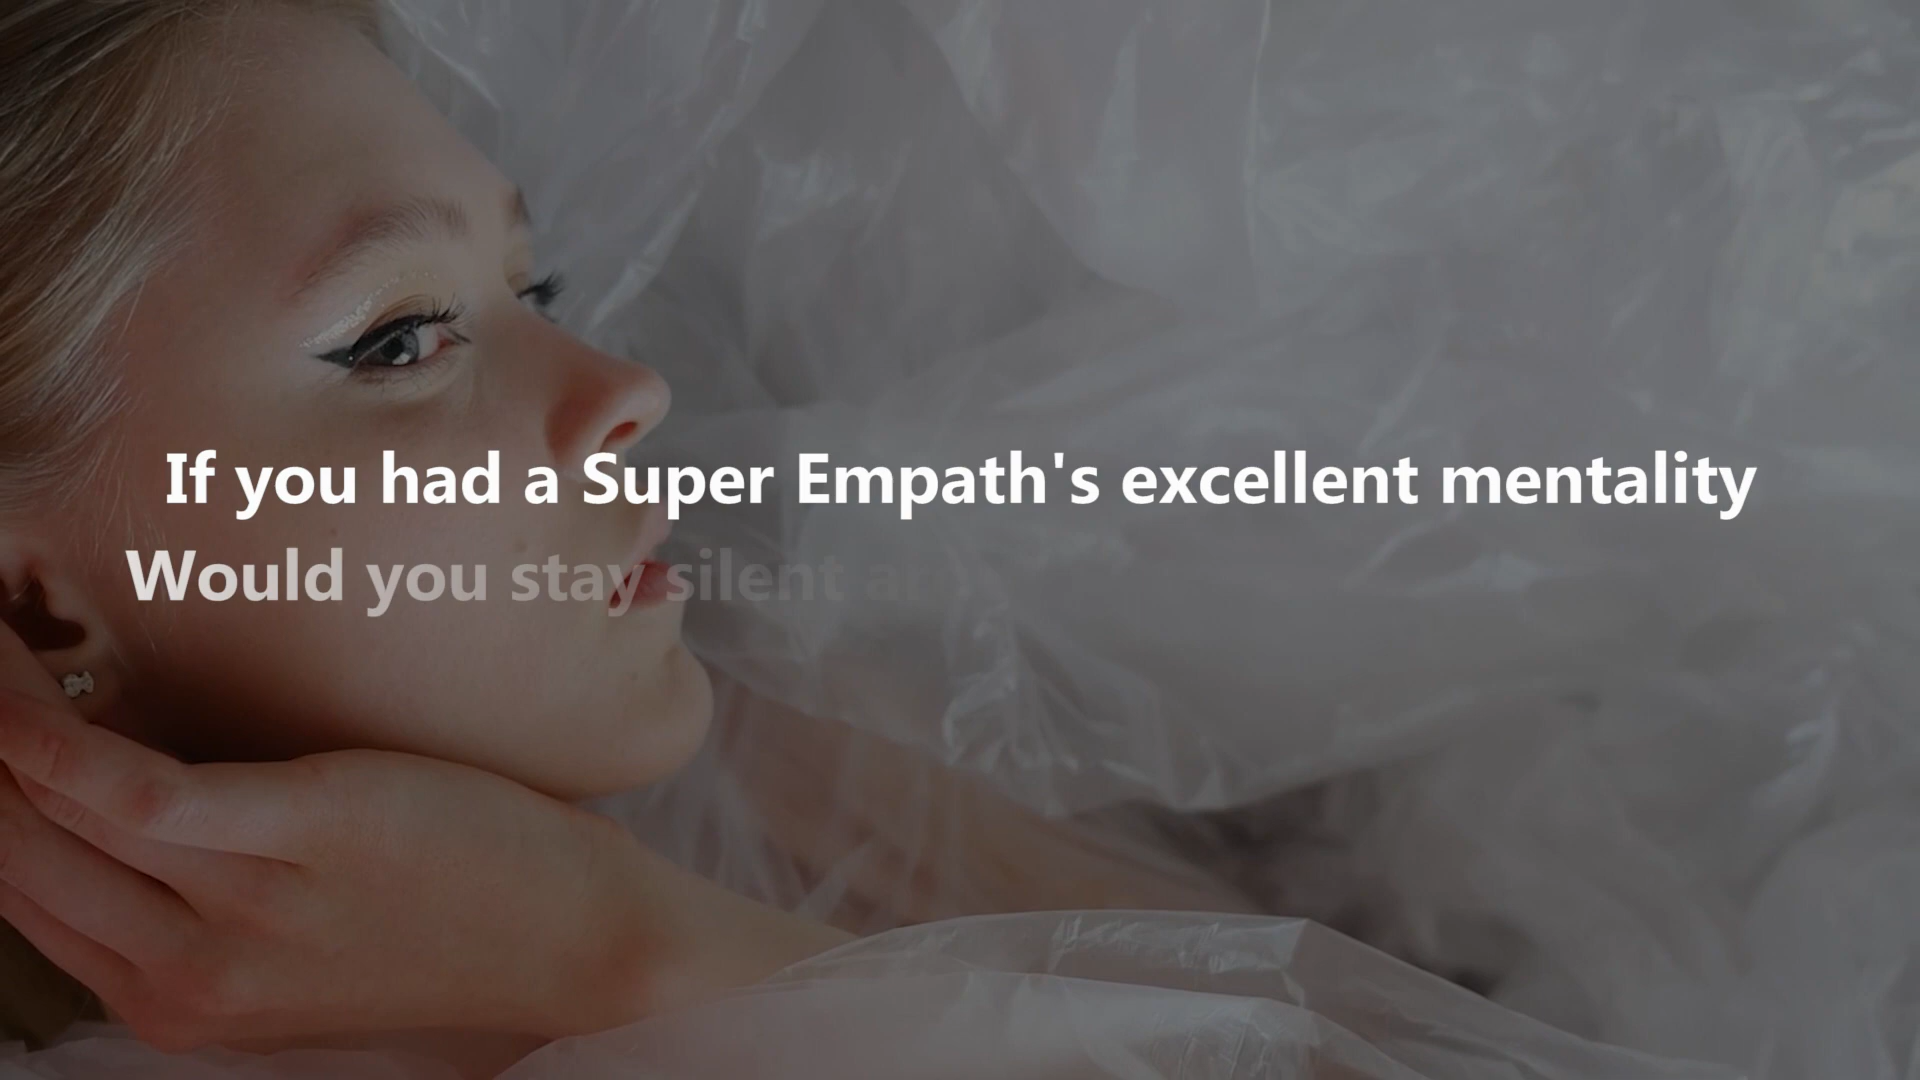 If you had a Super Empath's excellent mentality
Would you stay silent